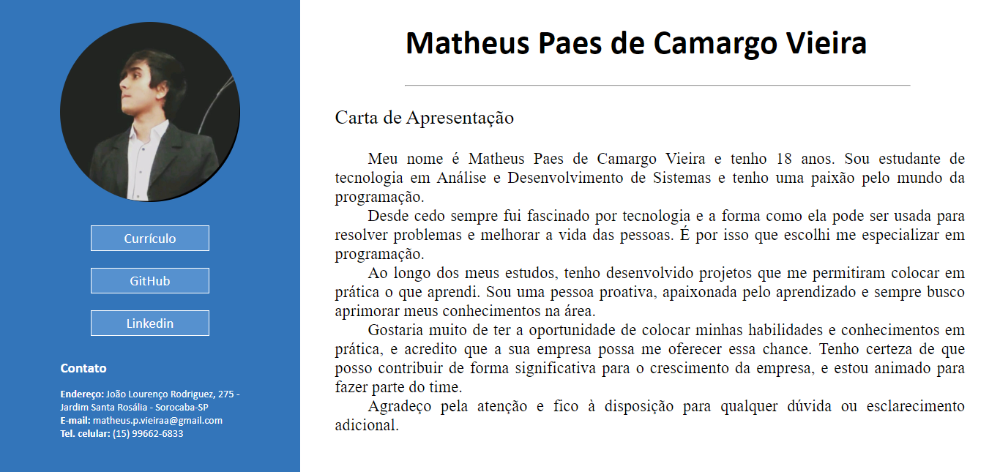 Matheus Paes de Camargo Vieira
Carta de Apresentação
Meu nome é Matheus Paes de Camargo Vieira e tenho 18 anos. Sou estudante de
tecnologia em Análise e Desenvolvimento de Sistemas e tenho uma paixão pelo mundo da
programação.
Desde cedo sempre fui fascinado por tecnologia e a forma como ela pode ser usada para
resolver problemas e melhorar a vida das pessoas. É por isso que escolhi me especializar em
programação.
Ao longo dos meus estudos, tenho desenvolvido projetos que me permitiram colocar em
prática o que aprendi. Sou uma pessoa proativa, apaixonada pelo aprendizado e sempre busco
aprimorar meus conhecimentos na área.
Gostaria muito de ter a oportunidade de colocar minhas habilidades e conhecimentos em
prática, e acredito que a sua empresa possa me oferecer essa chance. Tenho certeza de que
posso contribuir de forma significativa para o crescimento da empresa, e estou animado para
fazer parte do time.
Agradeço pela atenção e fico à disposição para qualquer dúvida ou esclarecimento
adicional.
Currículo
GitHub
Linkedin
Contato
Endereço: João Lourenço Rodriguez, 275 -
Jardim Santa Rosália - Sorocaba-SP
E-mail: matheus.p.vieiraa@gmail.com
Tel. celular: (15) 99662-6833